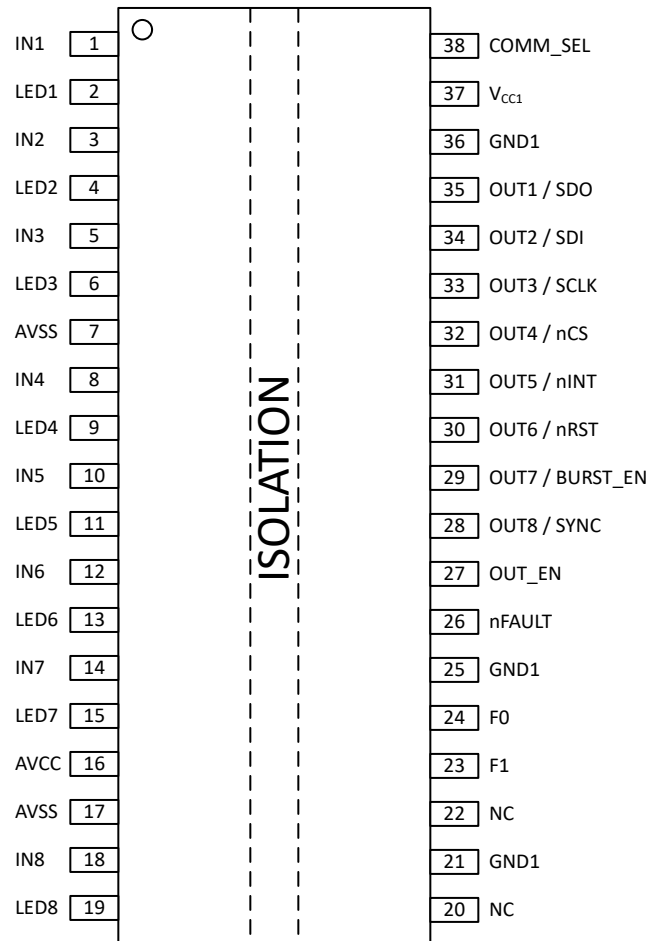 IN1 1 38 COMM_SEL
LED1 2 37 VCC1
IN2 3 36 GND1
LED2 4 35 OUT1 / SDO
IN3 5 34 OUT2 / SDI
LED3 6 33 OUT3 / SCLK
AVSS 7 32 OUT4 / nCS
IN4 8 31 OUT5 / nINT
LED4 9 30 OUT6 / nRST
IN5 10 29 OUT7 / BURST_EN
LED5 11 28 OUT8 / SYNC
IN6 12 27 OUT_EN
LED6 13 26 nFAULT
IN7 14 25 GND1
LED7 15 24 F0
AVCC 16 23 F1
AVSS 17 22 NC
IN8 18 21 GND1
LED8 19 20 NC
ISOLATION